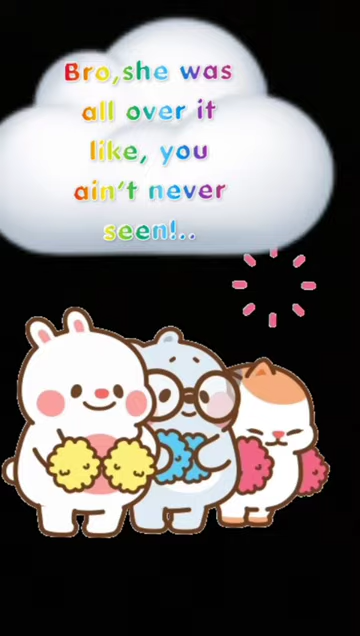 Bro,she was
all over it
like, you
ain't never
seen!..